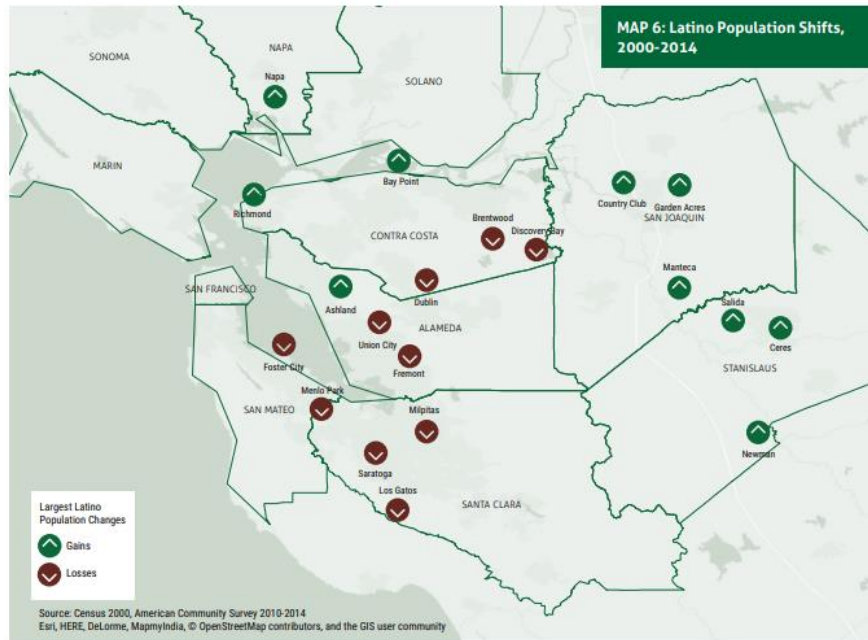 MAP 6: Latino Population Shifts,
2000-2014
NAPA
SONOMA
Napa
SOLANO
MARIN
Bay Point
Richmond
Country Club
Garden Acres
SAN JOAQUIN
Brentwood
Discovery Bay
CONTRA COSTA
Manteca
SAN FRANCISCO
Ashland
Dublin
Salida
ALAMEDA
Union City
Ceres
Foster City
Fremont
STANISLAUS
Menlo Park
SAN MATEO
Milpitas
Newman
Saratoga
Los Gatos
SANTA CLARA
Largest Latino
Population Changes
Gains
Losses
Source: Census 2000, American Community Survey 2010-2014
Esri, HERE, DeLorme, MapmyIndia, © OpenStreetMap contributors, and the GIS user community